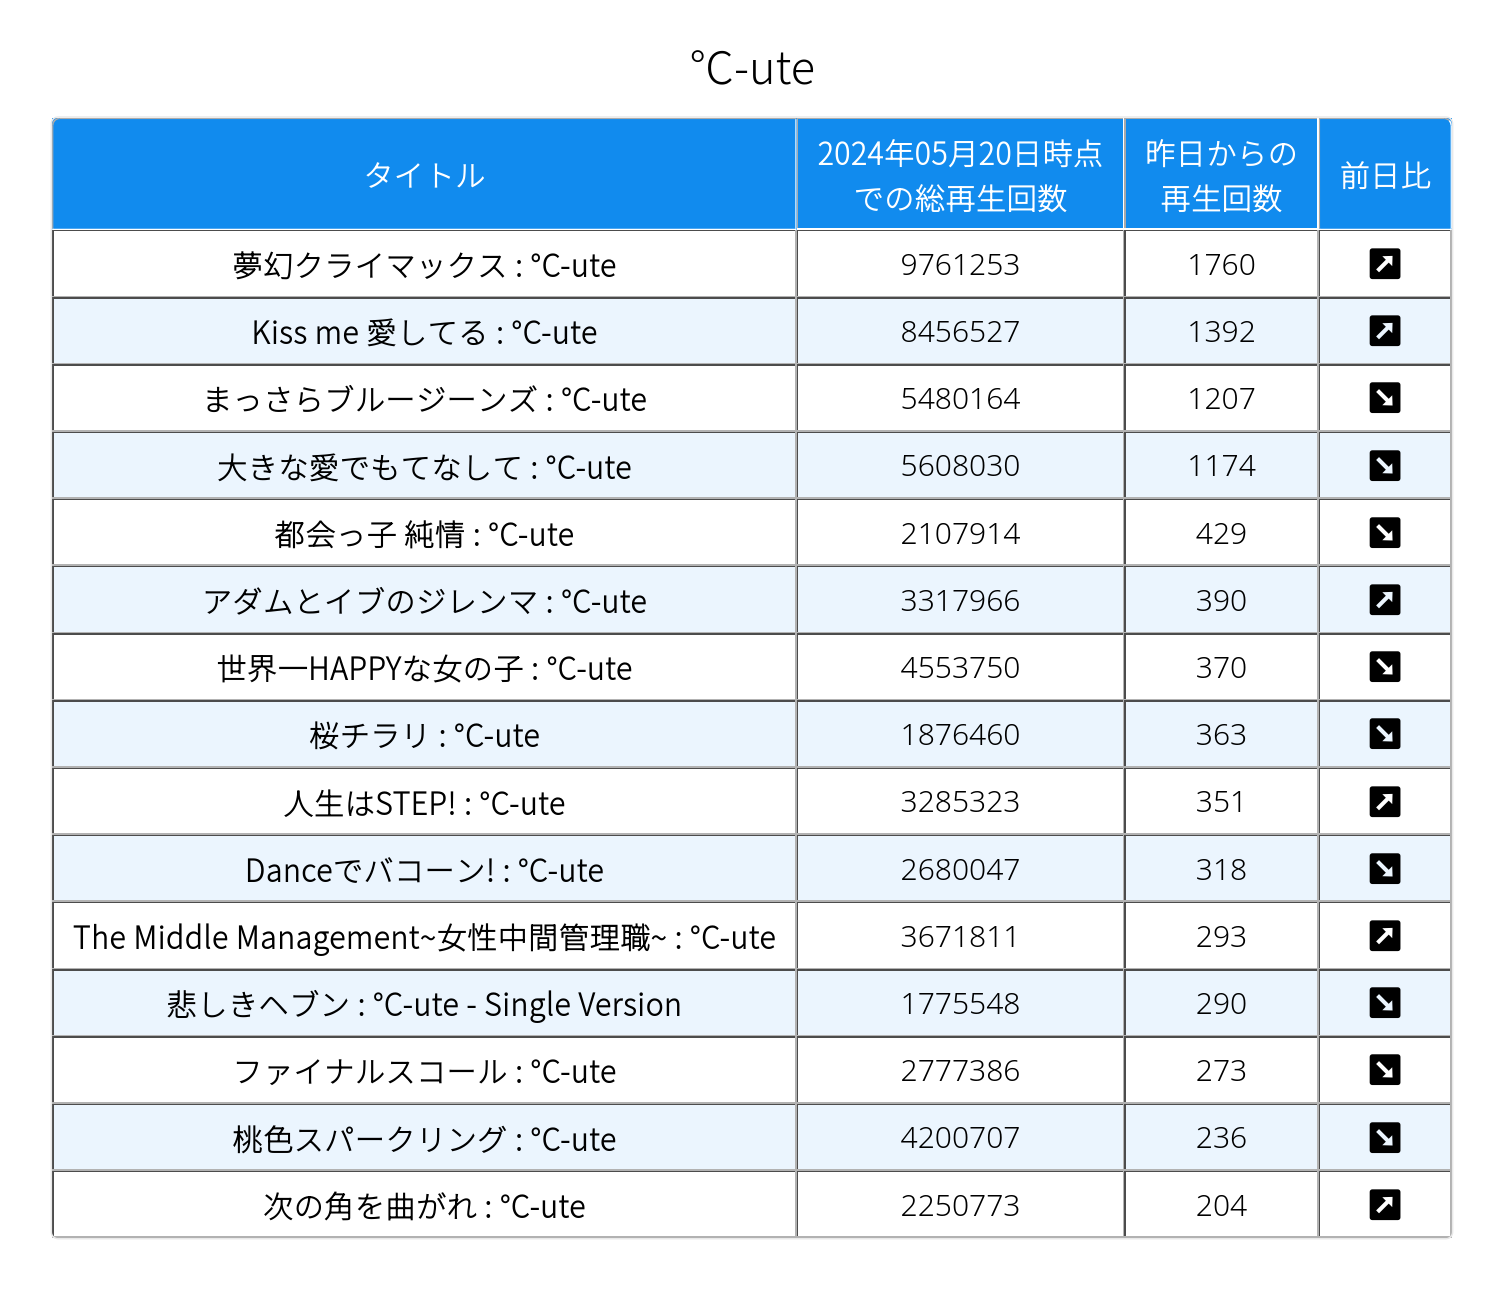 ℃-ute
タイトル 2024年05月20日時点での総再生回数 昨日からの再生回数 前日比
夢幻クライマックス : ℃-ute 9761253 1760 ↗
Kiss me 愛してる : ℃-ute 8456527 1392 ↗
まっさらブルージーンズ : ℃-ute 5480164 1207 ↘
大きな愛でもてなして : ℃-ute 5608030 1174 ↘
都会っ子 純情 : ℃-ute 2107914 429 ↘
アダムとイブのジレンマ : ℃-ute 3317966 390 ↗
世界一HAPPYな女の子 : ℃-ute 4553750 370 ↘
桜チラリ : ℃-ute 1876460 363 ↘
人生はSTEP! : ℃-ute 3285323 351 ↗
Danceでバコーン! : ℃-ute 2680047 318 ↘
The Middle Management~女性中間管理職~ : ℃-ute 3671811 293 ↗
悲しきヘブン : ℃-ute - Single Version 1775548 290 ↘
ファイナルスコール : ℃-ute 2777386 273 ↘
桃色スパークリング : ℃-ute 4200707 236 ↘
次の角を曲がれ : ℃-ute 2250773 204 ↗